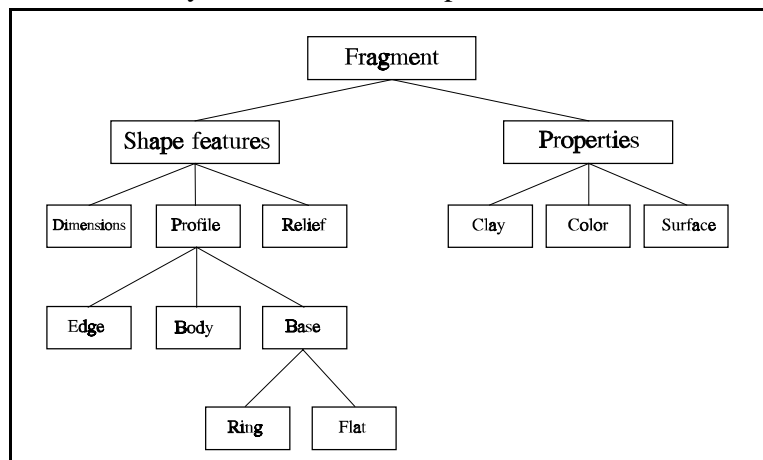 Fragment
Shape features Properties
Dimensions Profile Relief Clay Color Surface
Edge Body Base
Ring Flat